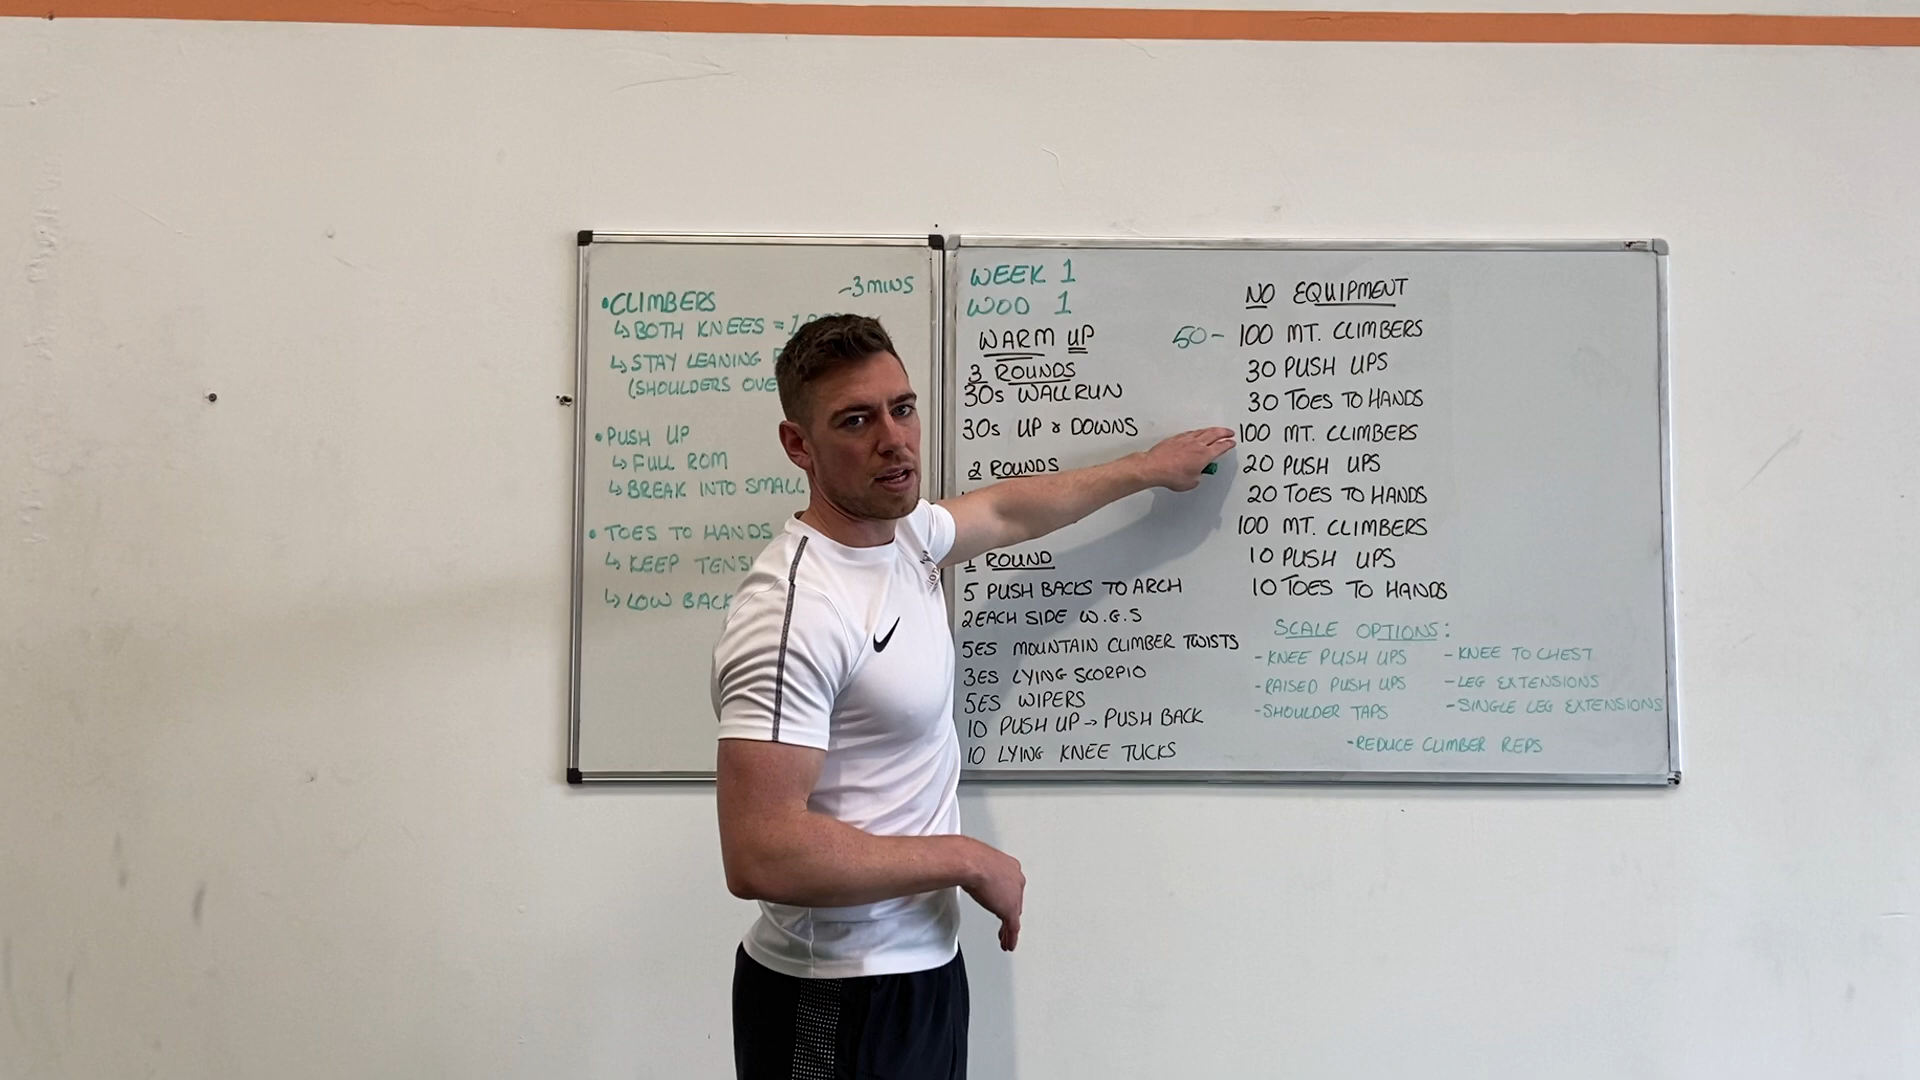 -3 MINS
•CLIMBERS
↳BOTH KNEES = 1
↳STAY LEANING
(SHOULDERS OVE
•PUSH UP
↳FULL ROM
↳BREAK INTO SMALL
•TOES TO HANDS
↳KEEP TENSI
↳LOW BACK
WEEK 1
WOD 1
WARM UP
3 ROUNDS
30s WALL RUN
30s UP & DOWNS
2 ROUNDS
1 ROUND
5 PUSH BACKS TO ARCH
2 EACH SIDE W.G.S
5ES MOUNTAIN CLIMBER TWISTS
3ES LYING SCORPIO
5ES WIPERS
10 PUSH UP → PUSH BACK
10 LYING KNEE TUCKS
NO EQUIPMENT
50 - 100 MT. CLIMBERS
30 PUSH UPS
30 TOES TO HANDS
100 MT. CLIMBERS
20 PUSH UPS
20 TOES TO HANDS
100 MT. CLIMBERS
10 PUSH UPS
10 TOES TO HANDS
SCALE OPTIONS:
-KNEE PUSH UPS
-RAISED PUSH UPS
-SHOULDER TAPS
-KNEE TO CHEST
-LEG EXTENSIONS
-SINGLE LEG EXTENSIONS
-REDUCE CLIMBER REPS